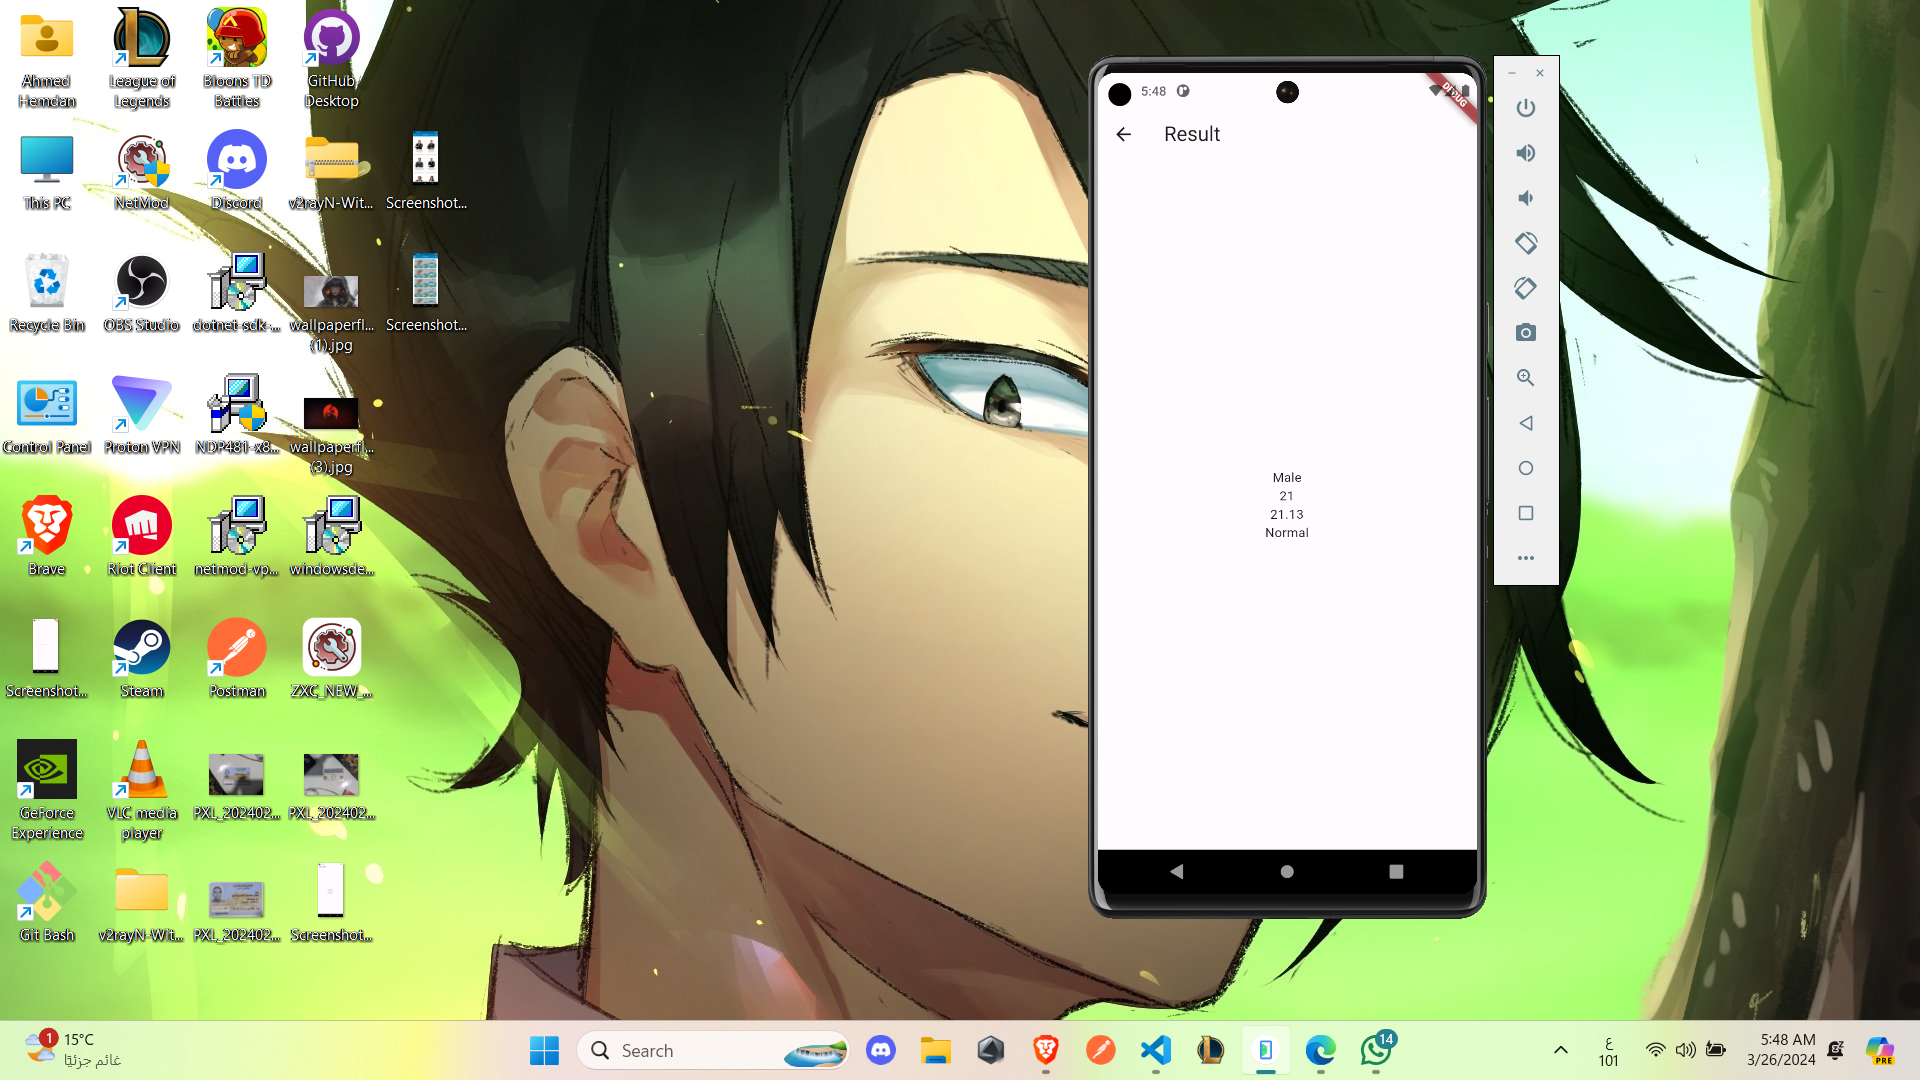 Ahmed
Hemdan
League of
Legends
Bloons TD
Battles
GitHub
Desktop
This PC
NetMod
Discord
v2rayN-Wit...
Screenshot...
Recycle Bin
OBS Studio
dotnet-sdk-...
wallpaperfl...
(1).jpg
Screenshot...
Control Panel
Proton VPN
NDP481-x8...
wallpaperfl...
(3).jpg
Brave
Riot Client
netmod-vp...
windowsde...
Screenshot...
Steam
Postman
ZXC_NEW_...
GeForce
Experience
VLC media
player
PXL_202402...
PXL_202402...
Git Bash
v2rayN-Wit...
PXL_202402...
Screenshot...
5:48
DEBUG
Result
Male
21
21.13
Normal
1
15°C
غائم جزئيًا
Search
14
ع
101
5:48 AM
3/26/2024
PRE